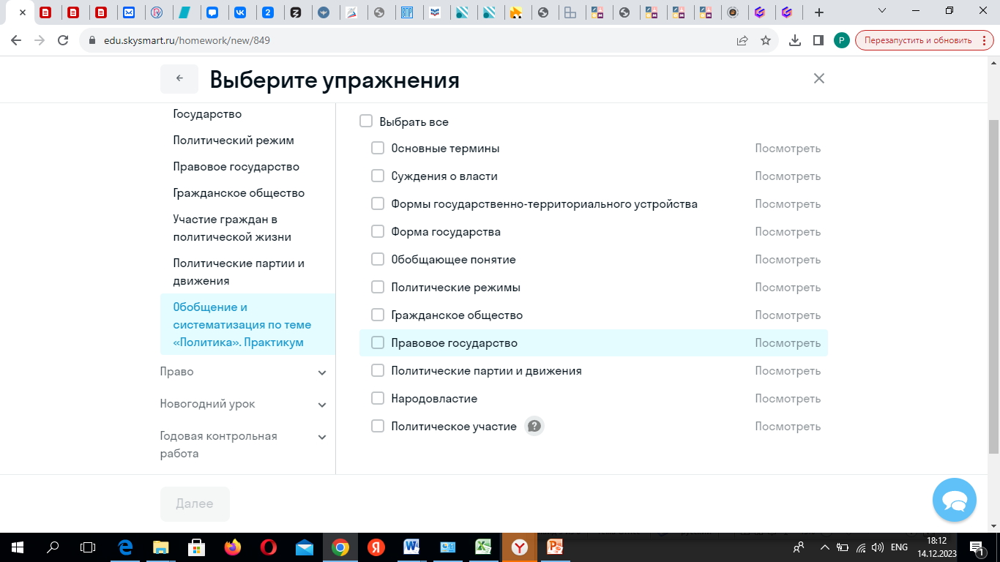 edu.skysmart.ru/homework/new/849
P
Перезапустить и обновить
Выберите упражнения
Государство
Политический режим
Правовое государство
Гражданское общество
Участие граждан в
политической жизни
Политические партии и
движения
Обобщение и
систематизация по теме
«Политика». Практикум
Право
Новогодний урок
Годовая контрольная
работа
Выбрать все
Основные термины Посмотреть
Суждения о власти Посмотреть
Формы государственно-территориального устройства Посмотреть
Форма государства Посмотреть
Обобщающее понятие Посмотреть
Политические режимы Посмотреть
Гражданское общество Посмотреть
Правовое государство Посмотреть
Политические партии и движения Посмотреть
Народовластие Посмотреть
Политическое участие ? Посмотреть
Далее
ENG
18:12
14.12.2023
1